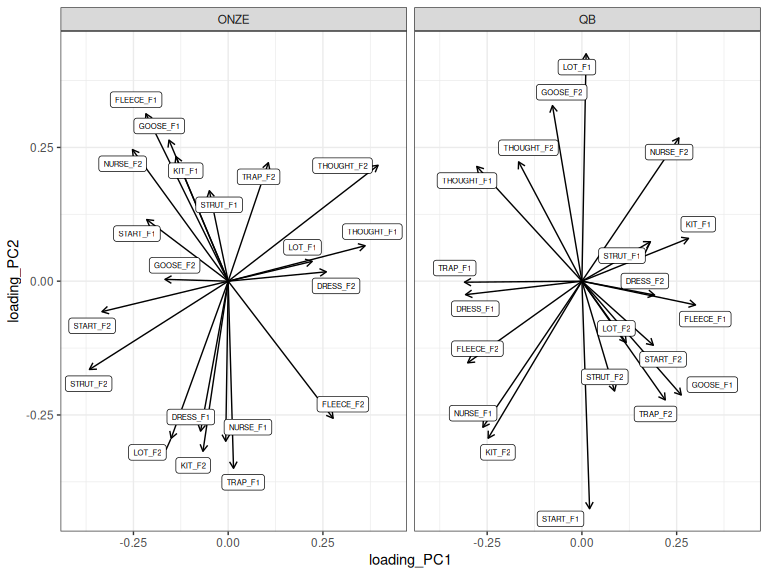 ONZE
QB
loading_PC2
0.25
0.00
-0.25
FLEECE_F1
GOOSE_F1
NURSE_F2
KIT_F1
TRAP_F2
THOUGHT_F2
STRUT_F1
START_F1
THOUGHT_F1
LOT_F1
GOOSE_F2
DRESS_F2
START_F2
STRUT_F2
FLEECE_F2
DRESS_F1
NURSE_F1
LOT_F2
KIT_F2
TRAP_F1
LOT_F1
GOOSE_F2
THOUGHT_F2
NURSE_F2
THOUGHT_F1
KIT_F1
STRUT_F1
TRAP_F1
DRESS_F2
DRESS_F1
FLEECE_F1
LOT_F2
FLEECE_F2
START_F2
STRUT_F2
GOOSE_F1
NURSE_F1
TRAP_F2
KIT_F2
START_F1
-0.25
0.00
0.25
-0.25
0.00
0.25
loading_PC1